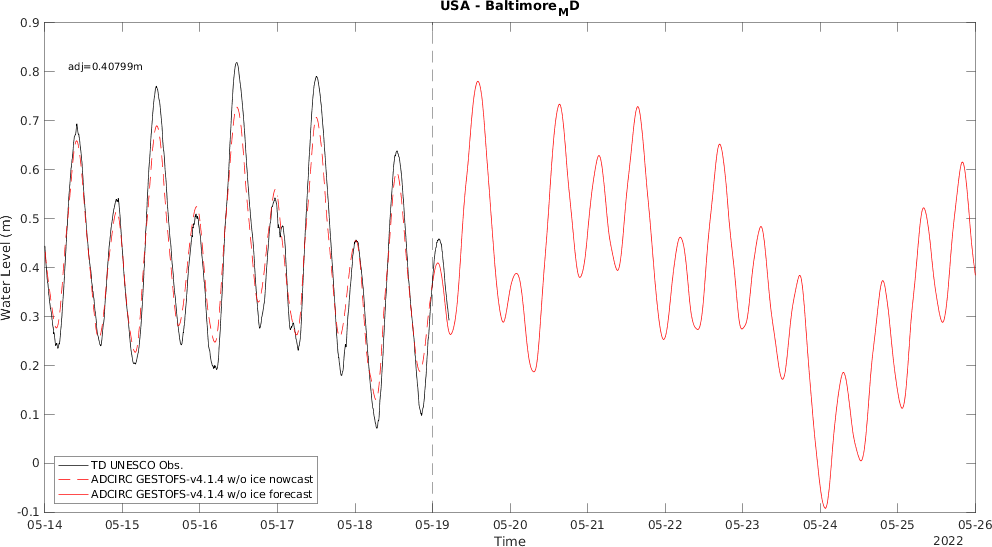 USA - Baltimore_MD
0.9
0.8
adj=0.40799m
0.7
0.6
0.5
0.4
0.3
0.2
0.1
0
-0.1
Water Level (m)
TD UNESCO Obs.
ADCIRC GESTOFS-v4.1.4 w/o ice nowcast
ADCIRC GESTOFS-v4.1.4 w/o ice forecast
05-14 05-15 05-16 05-17 05-18 05-19 05-20 05-21 05-22 05-23 05-24 05-25 05-26
Time
2022